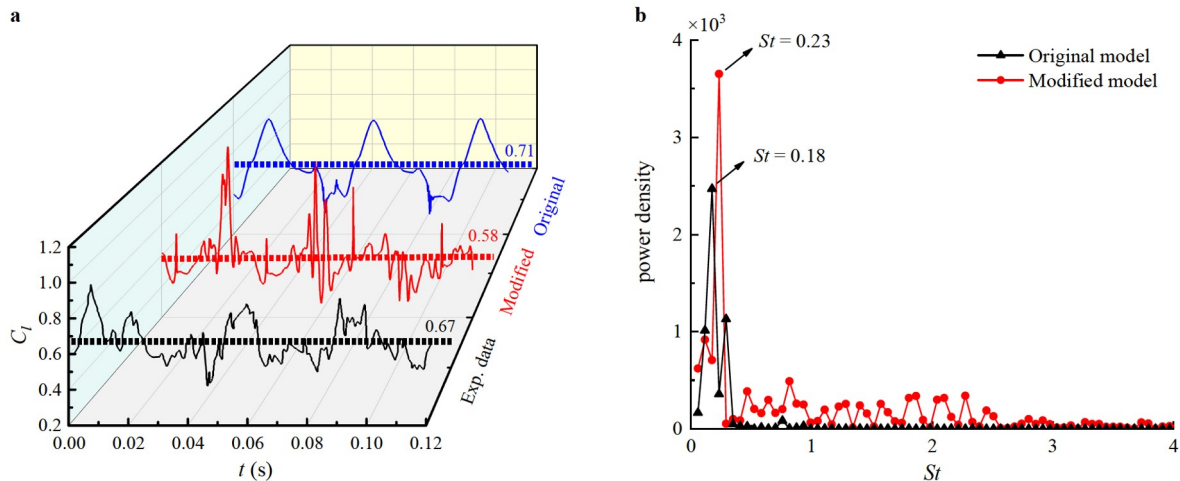 a
0.71
0.58
0.67
Original
Modified
Exp. data
1.2
1.0
0.8
0.6
0.4
0.2
C_l
0.00 0.02 0.04 0.06 0.08 0.10 0.12
t (s)
b
×10³
4
3
2
1
0
power density
St = 0.23
St = 0.18
Original model
Modified model
0 1 2 3 4
St